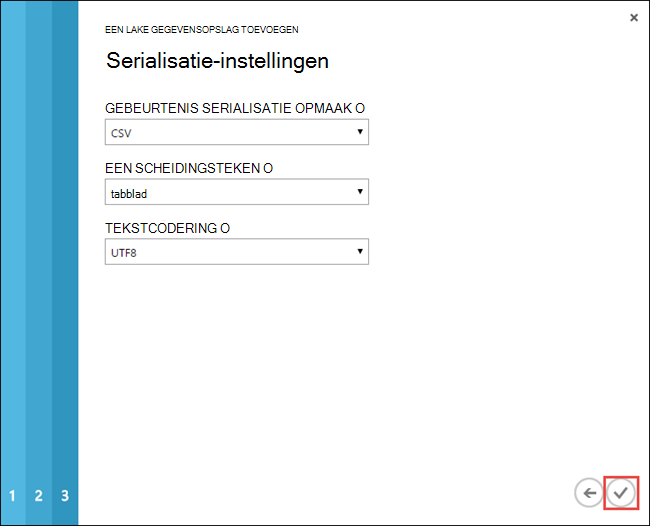 EEN LAKE GEGEVENSOPSLAG TOEVOEGEN
Serialisatie-instellingen
GEBEURTENIS SERIALISATIE OPMAAK O
CSV
EEN SCHEIDINGSTEKEN O
tabblad
TEKSTCODERING O
UTF8
1 2 3